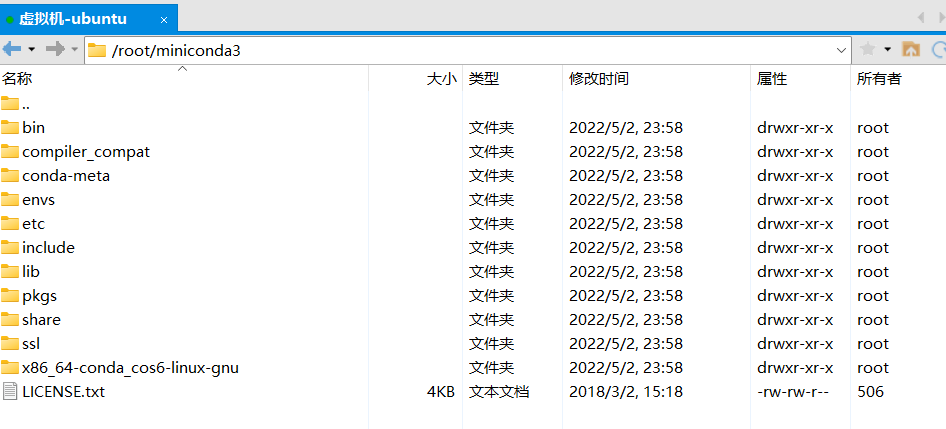 虚拟机-ubuntu ×
/root/miniconda3
名称 大小 类型 修改时间 属性 所有者
..
bin 文件夹 2022/5/2, 23:58 drwxr-xr-x root
compiler_compat 文件夹 2022/5/2, 23:58 drwxr-xr-x root
conda-meta 文件夹 2022/5/2, 23:58 drwxr-xr-x root
envs 文件夹 2022/5/2, 23:58 drwxr-xr-x root
etc 文件夹 2022/5/2, 23:58 drwxr-xr-x root
include 文件夹 2022/5/2, 23:58 drwxr-xr-x root
lib 文件夹 2022/5/2, 23:58 drwxr-xr-x root
pkgs 文件夹 2022/5/2, 23:58 drwxr-xr-x root
share 文件夹 2022/5/2, 23:58 drwxr-xr-x root
ssl 文件夹 2022/5/2, 23:58 drwxr-xr-x root
x86_64-conda_cos6-linux-gnu 文件夹 2022/5/2, 23:58 drwxr-xr-x root
LICENSE.txt 4KB 文本文档 2018/3/2, 15:18 -rw-rw-r-- 506